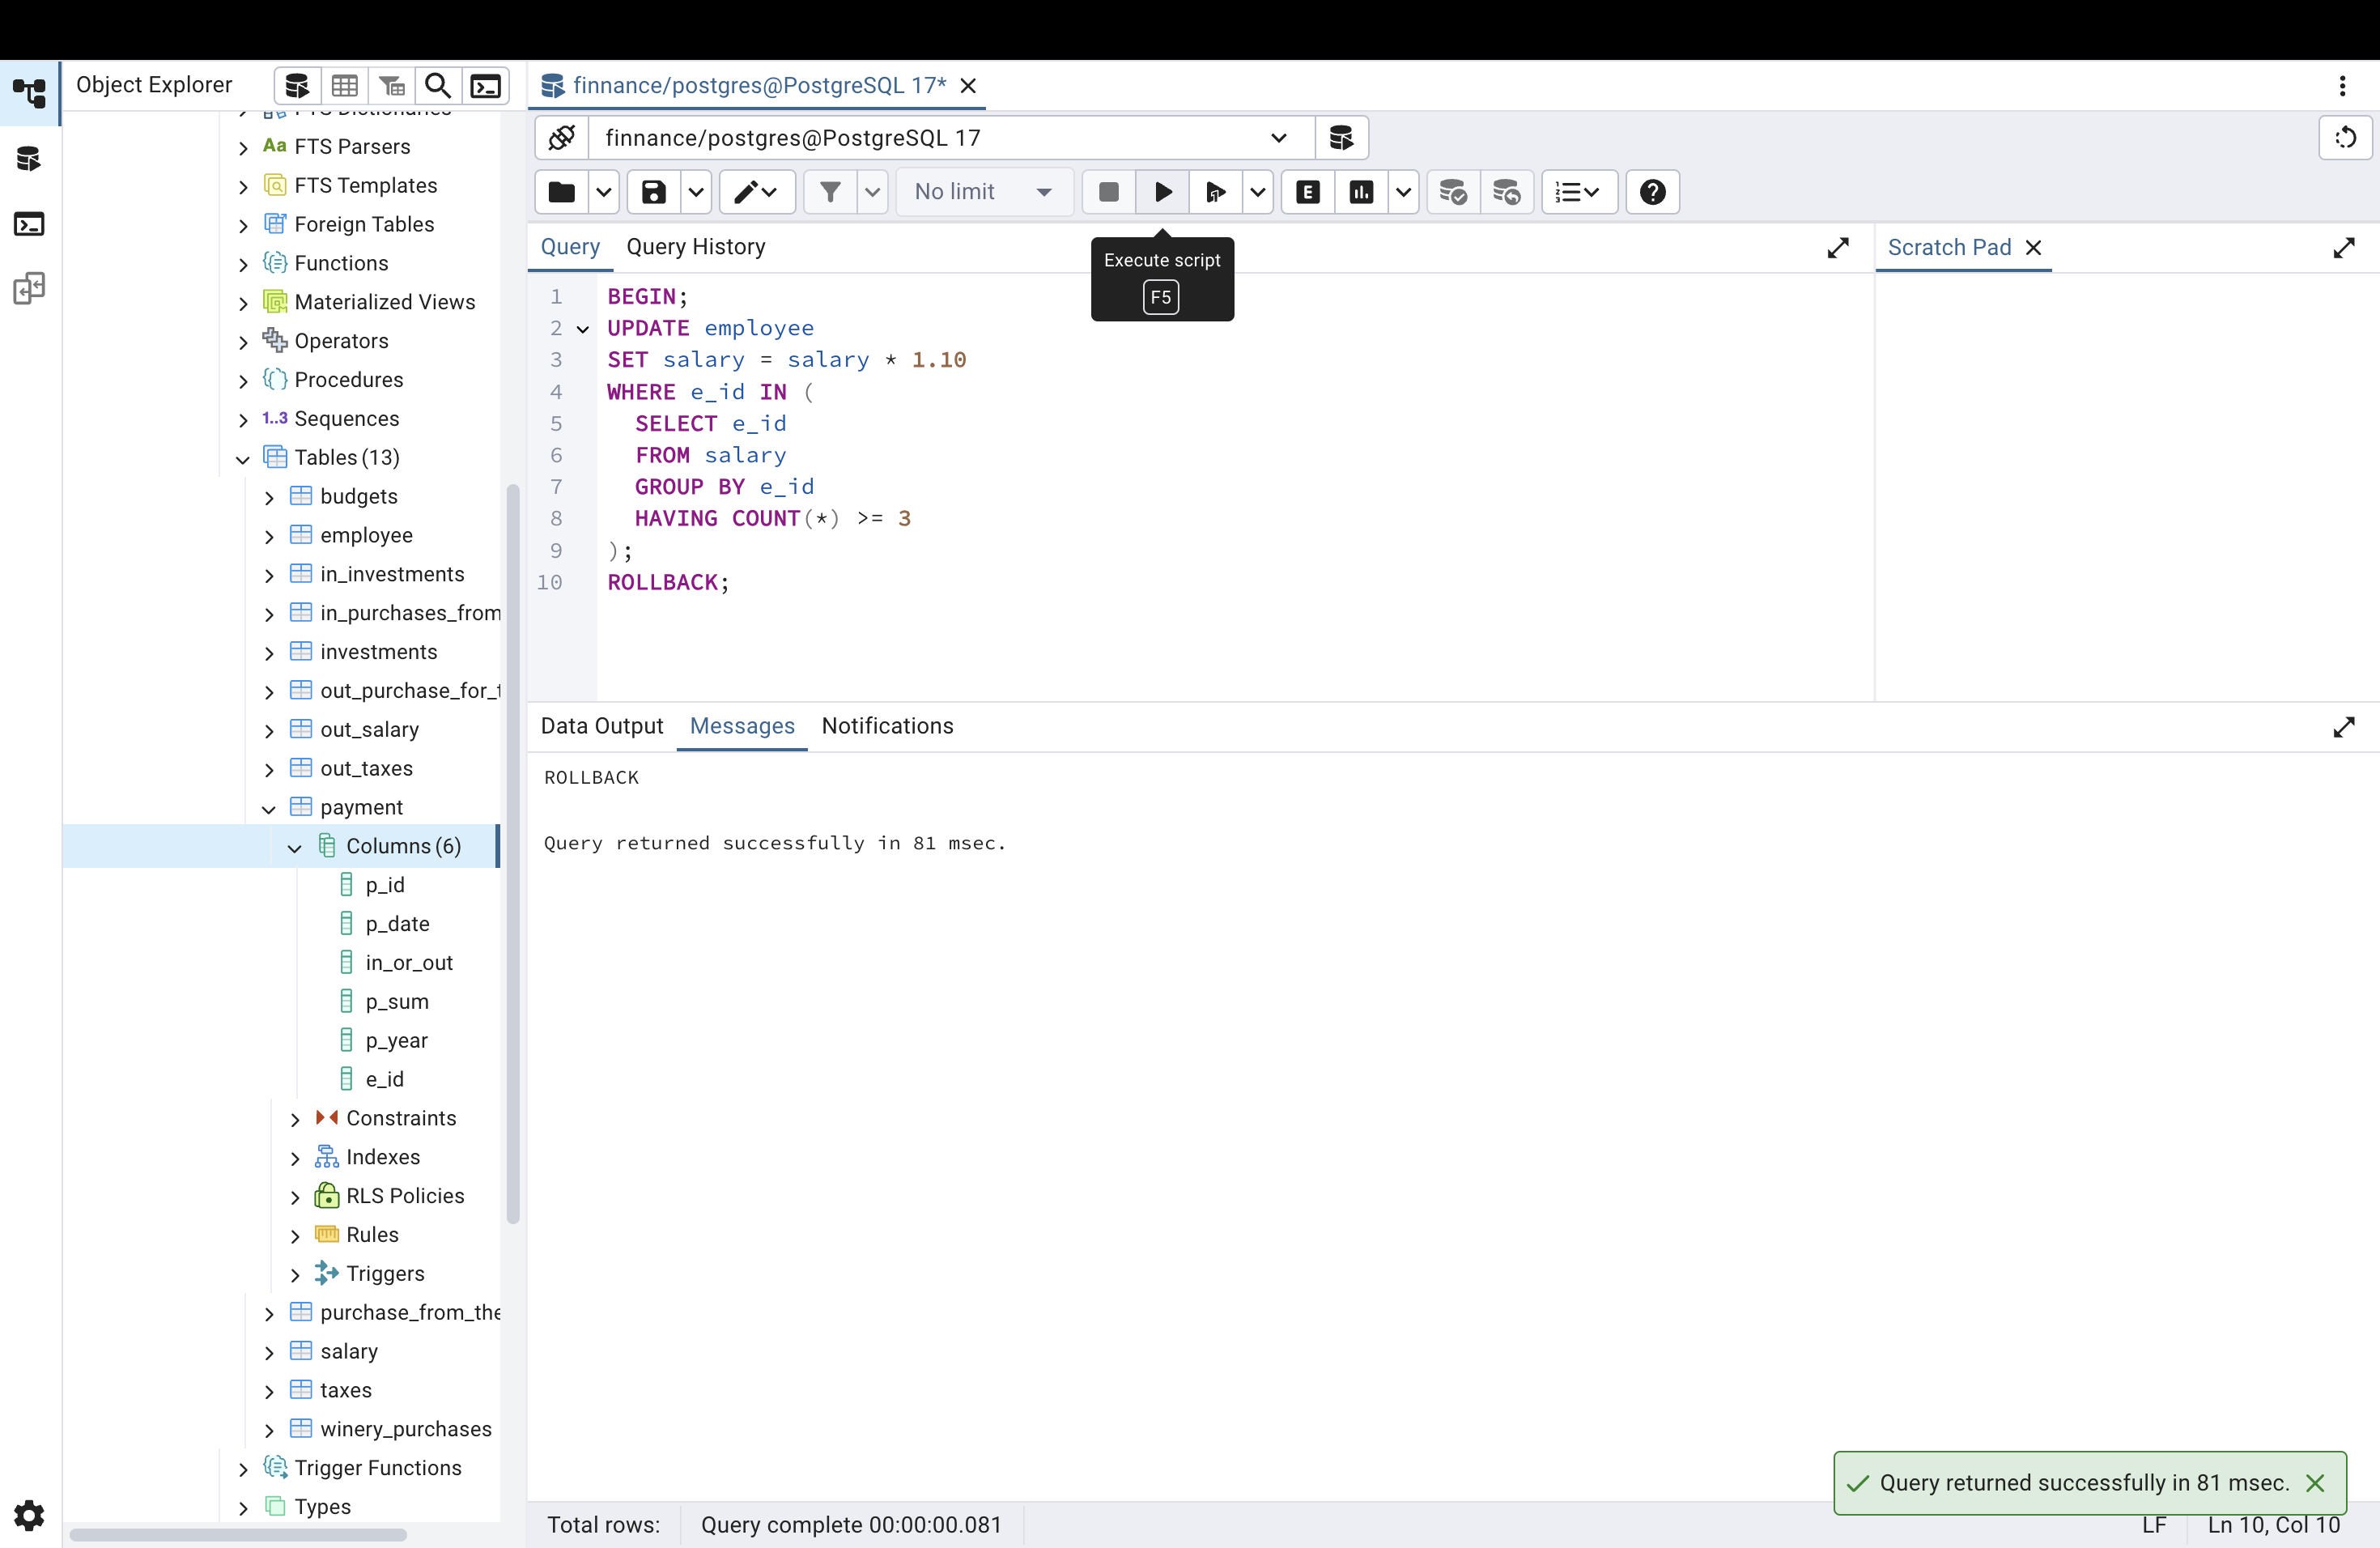 Object Explorer
finnance/postgres@PostgreSQL 17*
finnance/postgres@PostgreSQL 17
No limit
E
Execute script
F5
Query
Query History
Scratch Pad
FTS Dictionaries
Aa FTS Parsers
FTS Templates
Foreign Tables
Functions
Materialized Views
Operators
Procedures
1..3 Sequences
Tables (13)
budgets
employee
in_investments
in_purchases_from
investments
out_purchase_for_t
out_salary
out_taxes
payment
Columns (6)
p_id
p_date
in_or_out
p_sum
p_year
e_id
Constraints
Indexes
RLS Policies
Rules
Triggers
purchase_from_the
salary
taxes
winery_purchases
Trigger Functions
Types
1 BEGIN;
2 UPDATE employee
3 SET salary = salary * 1.10
4 WHERE e_id IN (
5 SELECT e_id
6 FROM salary
7 GROUP BY e_id
8 HAVING COUNT(*) >= 3
9 );
10 ROLLBACK;
Data Output
Messages
Notifications
ROLLBACK
Query returned successfully in 81 msec.
Query returned successfully in 81 msec.
Total rows:
Query complete 00:00:00.081
LF
Ln 10, Col 10